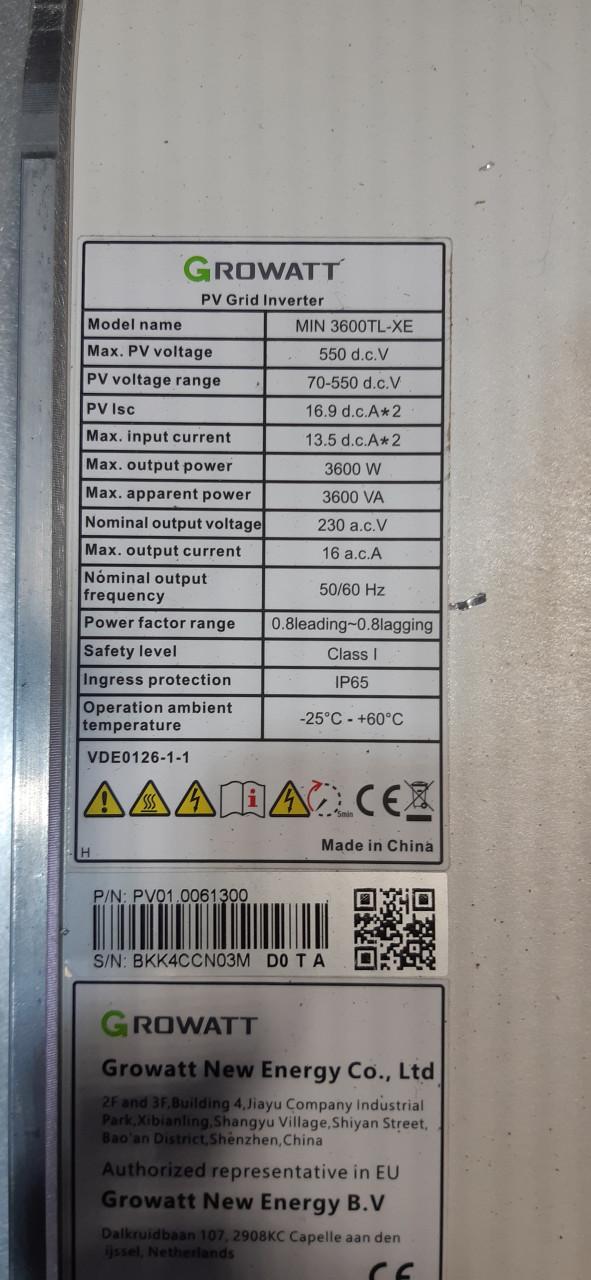 GROWATT
PV Grid Inverter
Model name MIN 3600TL-XE
Max. PV voltage 550 d.c.V
PV voltage range 70-550 d.c.V
PV Isc 16.9 d.c.A*2
Max. input current 13.5 d.c.A*2
Max. output power 3600 W
Max. apparent power 3600 VA
Nominal output voltage 230 a.c.V
Max. output current 16 a.c.A
Nominal output
frequency 50/60 Hz
Power factor range 0.8leading~0.8lagging
Safety level Class I
Ingress protection IP65
Operation ambient
temperature -25°C - +60°C
VDE0126-1-1
5min
CE
H Made in China
P/N: PV01.0061300
S/N: BKK4CCN03M D0 T A
GROWATT
Growatt New Energy Co., Ltd
2F and 3F,Building 4,Jiayu Company Industrial
Park,Xibianling,Shangyu Village,Shiyan Street,
Bao'an District,Shenzhen,China
Authorized representative in EU
Growatt New Energy B.V
Dalkruidbaan 107, 2908KC Capelle aan den
ijssel, Netherlands
CE